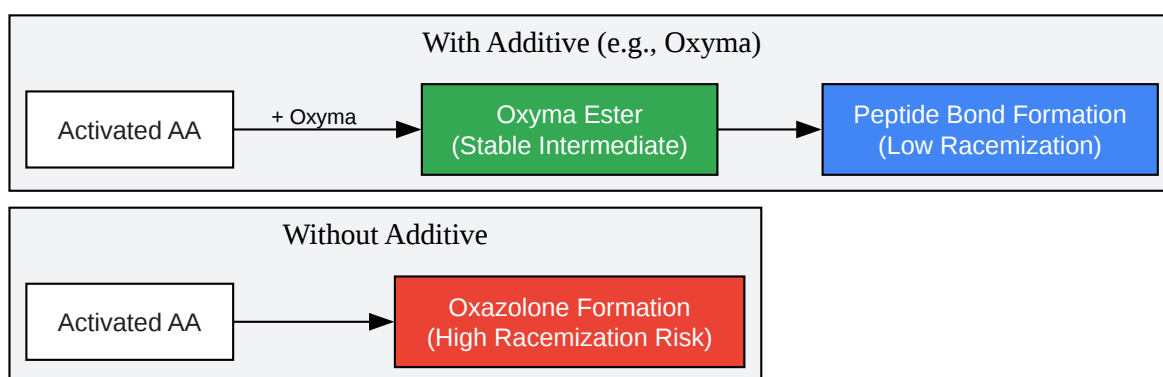 With Additive (e.g., Oxyma)
Activated AA
+ Oxyma
Oxyma Ester
(Stable Intermediate)
Peptide Bond Formation
(Low Racemization)
Without Additive
Activated AA
Oxazolone Formation
(High Racemization Risk)